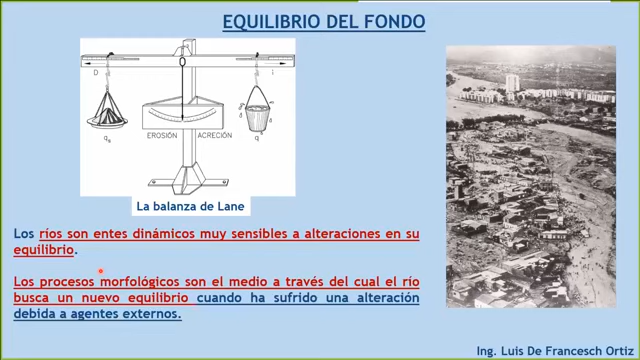 EQUILIBRIO DEL FONDO
D
i
EROSIÓN ACRECIÓN
La balanza de Lane
Los ríos son entes dinámicos muy sensibles a alteraciones en su
equilibrio.
Los procesos morfológicos son el medio a través del cual el río
busca un nuevo equilibrio cuando ha sufrido una alteración
debida a agentes externos.
Ing. Luis De Francesch Ortiz